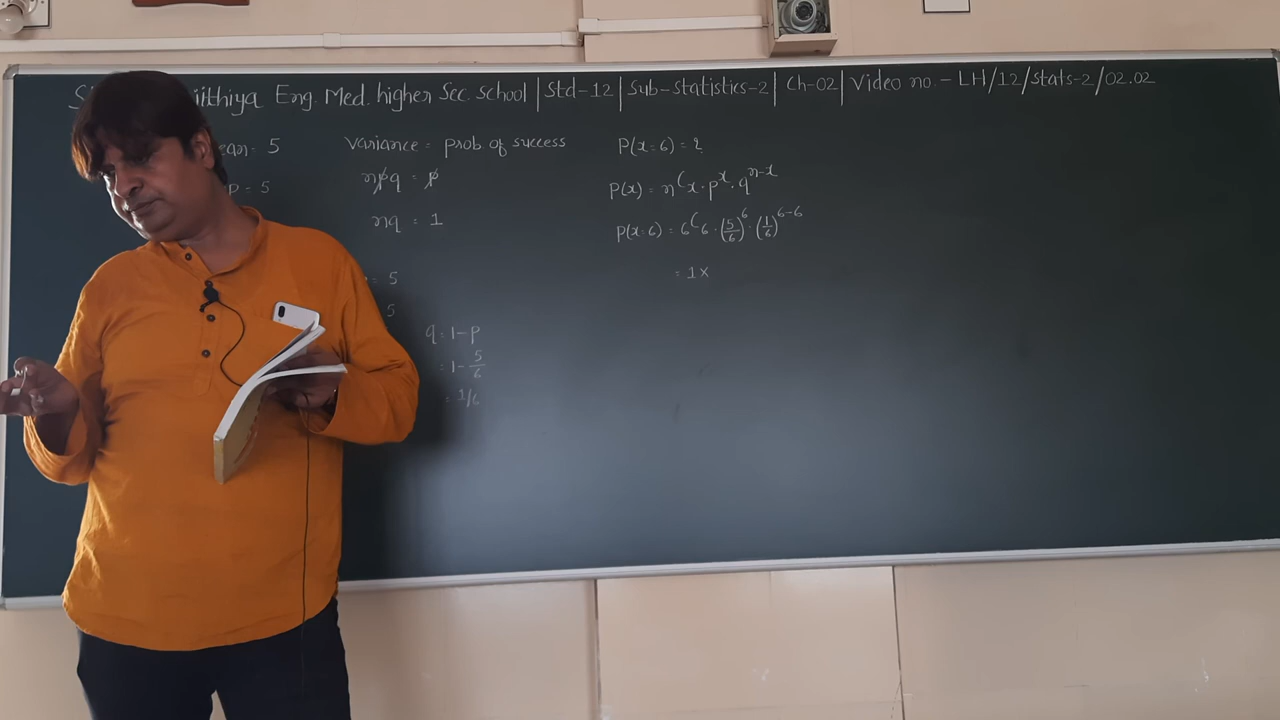 Eng. Med. higher Sec. School | Std-12 | Sub-statistics-2 | Ch-02 | Video no. - LH/12/stats-2/02.02
= 5
Variance = prob. of success
P(x=6) = ?
p = 5
npq = p
P(x) = nCx · p^x · q^(n-x)
nq = 1
P(x=6) = 6C6 · (5/6)^6 · (1/6)^(6-6)
= 1x
= 5
5
q = 1-p
= 1-5/6
= 1/6